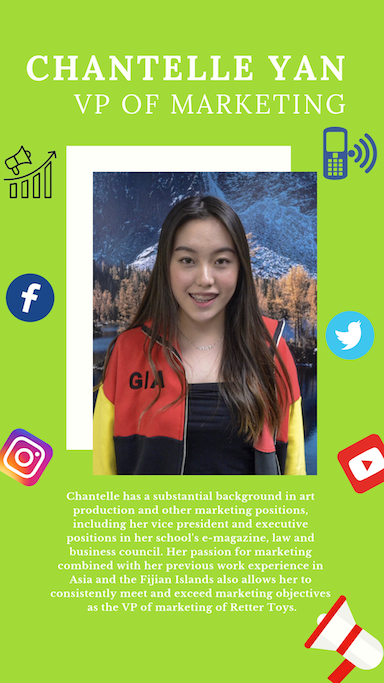 CHANTELLE YAN
VP OF MARKETING
G/A
Chantelle has a substantial background in art
production and other marketing positions,
including her vice president and executive
positions in her school's e-magazine, law and
business council. Her passion for marketing
combined with her previous work experience in
Asia and the Fijian Islands also allows her to
consistently meet and exceed marketing objectives
as the VP of marketing of Retter Toys.